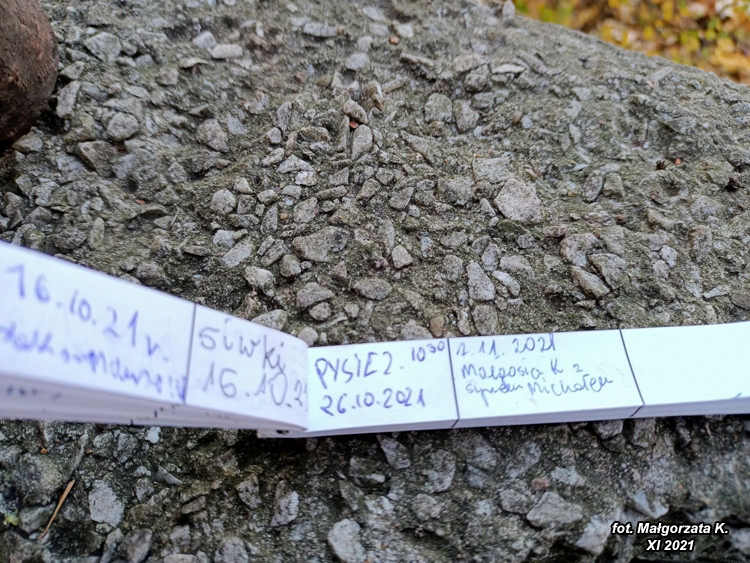 16.10.21 r.
siwki
16.10.2
PYSIEZ. 10⁵⁰
26.10.2021
2.11.2021
Małgosia K z
synem Michałem
fot. Małgorzata K.
XI 2021